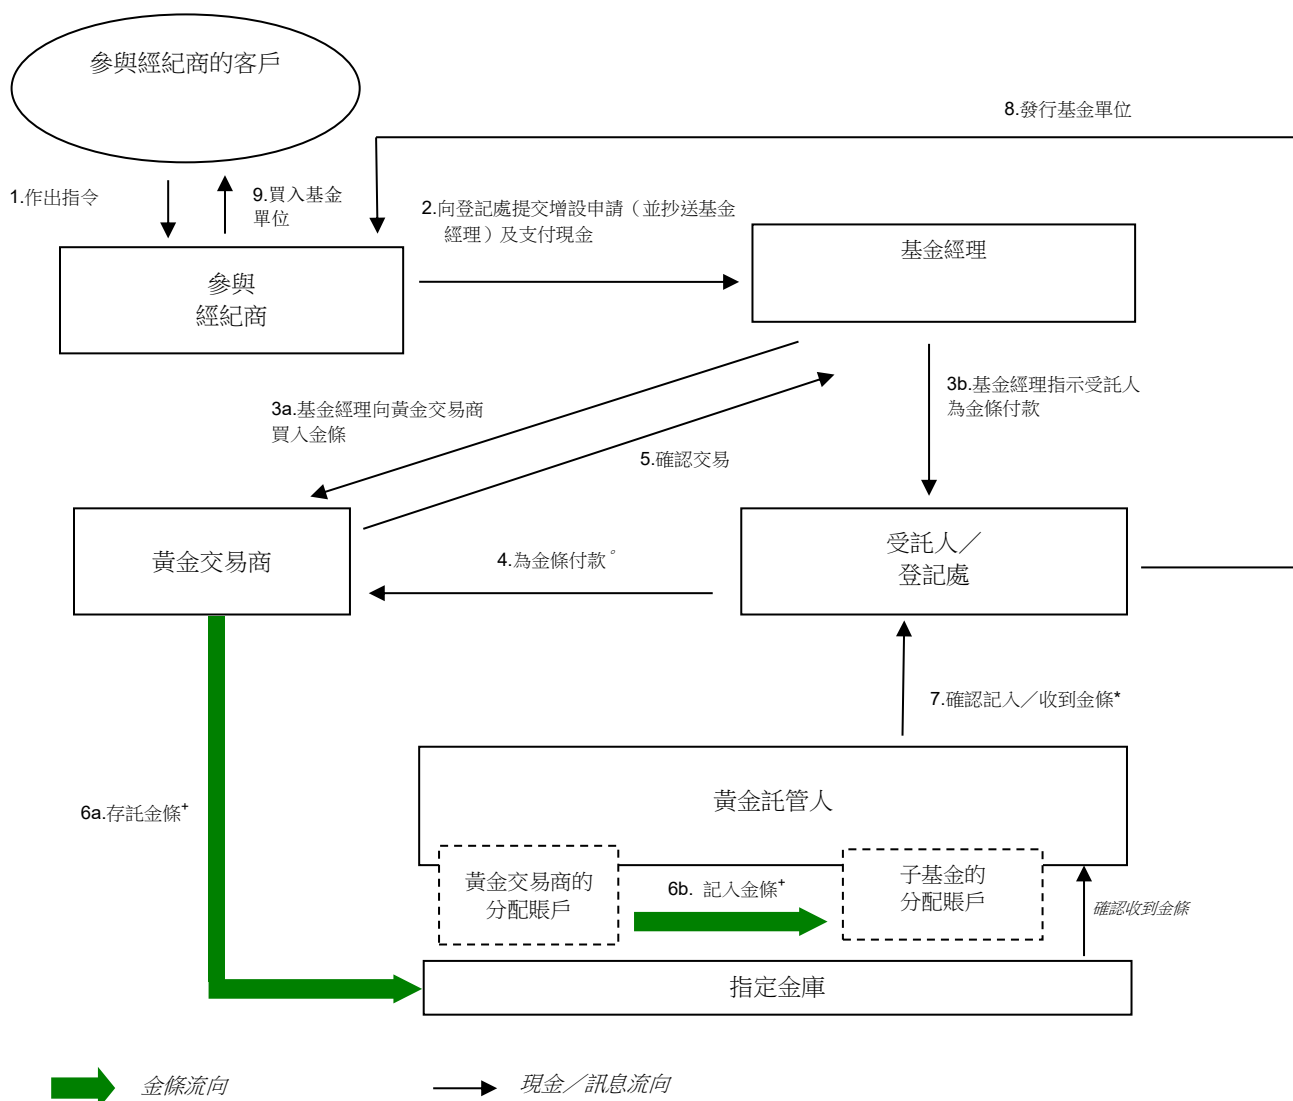 參與經紀商的客戶
8.發行基金單位
1.作出指令
9.買入基金
單位
2.向登記處提交增設申請（並抄送基金
經理）及支付現金
基金經理
參與
經紀商
3a.基金經理向黃金交易商
買入金條
3b.基金經理指示受託人
為金條付款
5.確認交易
黃金交易商
4.為金條付款°
受託人／
登記處
7.確認記入／收到金條*
6a.存託金條+
黃金託管人
黃金交易商的
分配賬戶
6b. 記入金條+
子基金的
分配賬戶
確認收到金條
指定金庫
金條流向
現金／訊息流向